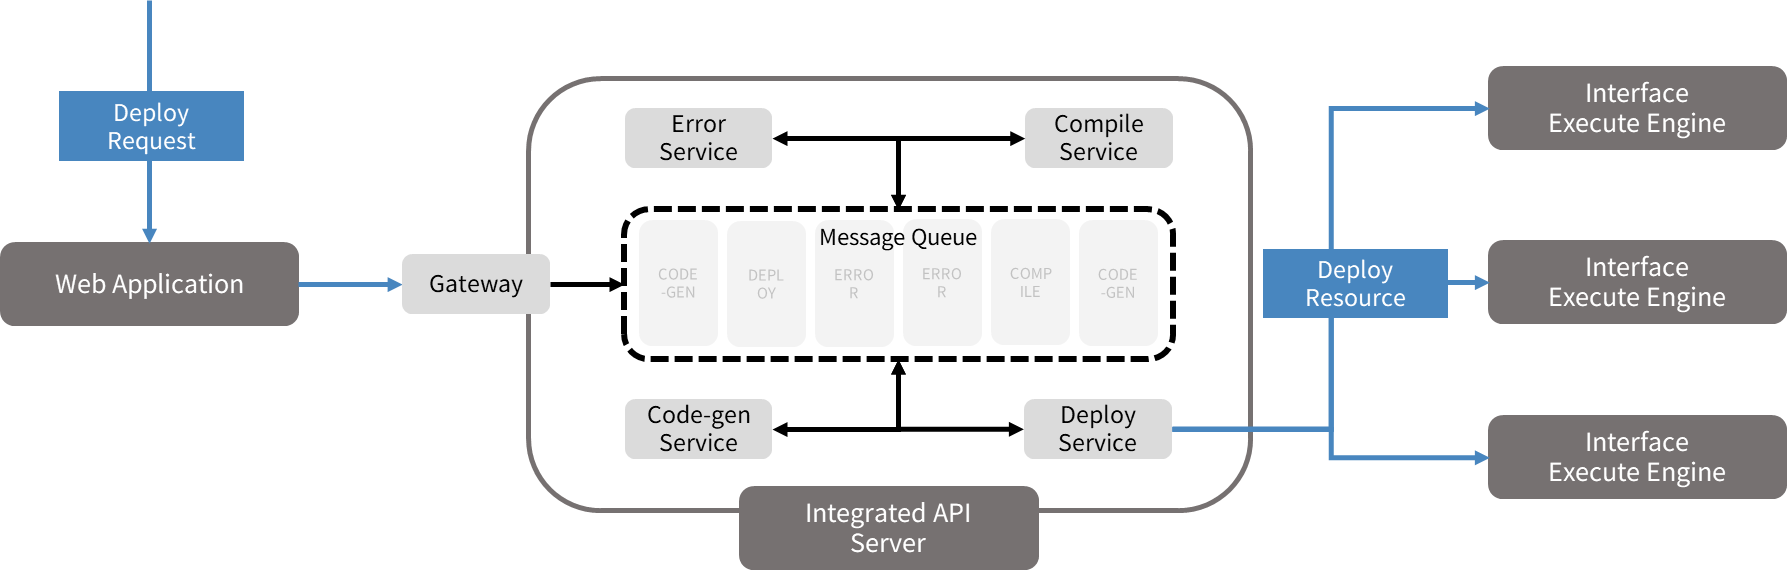 Deploy
Request
Web Application
Gateway
Error
Service
Compile
Service
Message Queue
CODE
-GEN
DEPL
OY
ERRO
R
ERRO
R
COMP
ILE
CODE
-GEN
Code-gen
Service
Deploy
Service
Integrated API
Server
Deploy
Resource
Interface
Execute Engine
Interface
Execute Engine
Interface
Execute Engine